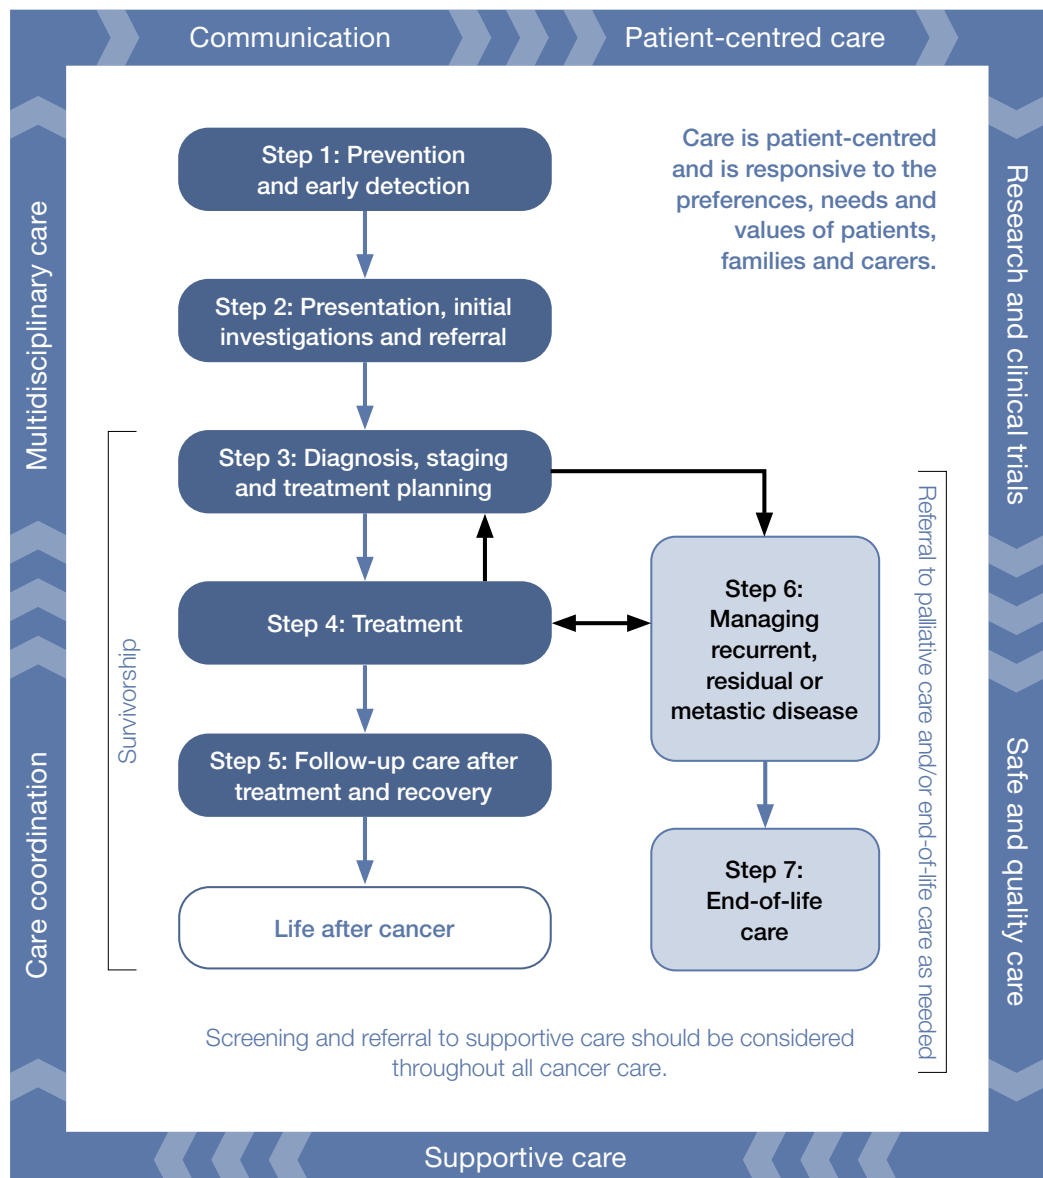 Communication
Patient-centred care
Multidisciplinary care
Care coordination
Research and clinical trials
Safe and quality care
Supportive care
Care is patient-centred
and is responsive to the
preferences, needs and
values of patients,
families and carers.
Step 1: Prevention
and early detection
Step 2: Presentation, initial
investigations and referral
Step 3: Diagnosis, staging
and treatment planning
Step 4: Treatment
Step 5: Follow-up care after
treatment and recovery
Life after cancer
Survivorship
Step 6:
Managing
recurrent,
residual or
metastic disease
Step 7:
End-of-life
care
Referral to palliative care and/or end-of-life care as needed
Screening and referral to supportive care should be considered
throughout all cancer care.